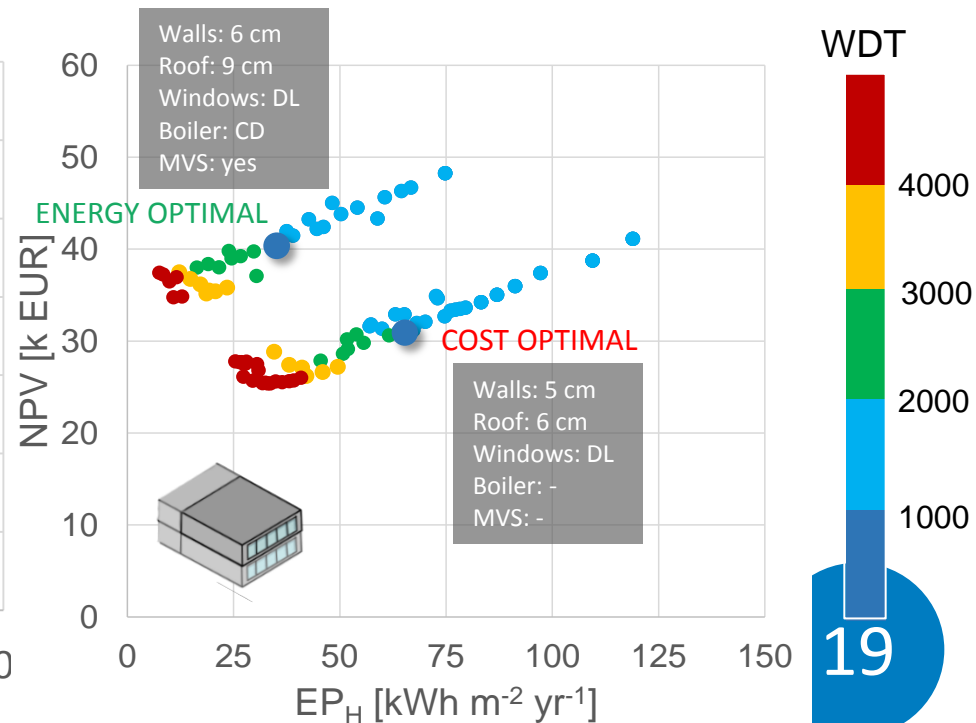 Walls: 6 cm
Roof: 9 cm
Windows: DL
Boiler: CD
MVS: yes
ENERGY OPTIMAL
COST OPTIMAL
Walls: 5 cm
Roof: 6 cm
Windows: DL
Boiler: -
MVS: -
NPV [k EUR]
60
50
40
30
20
10
0
0
0 25 50 75 100 125 150
EP_H [kWh m⁻² yr⁻¹]
WDT
4000
3000
2000
1000
19